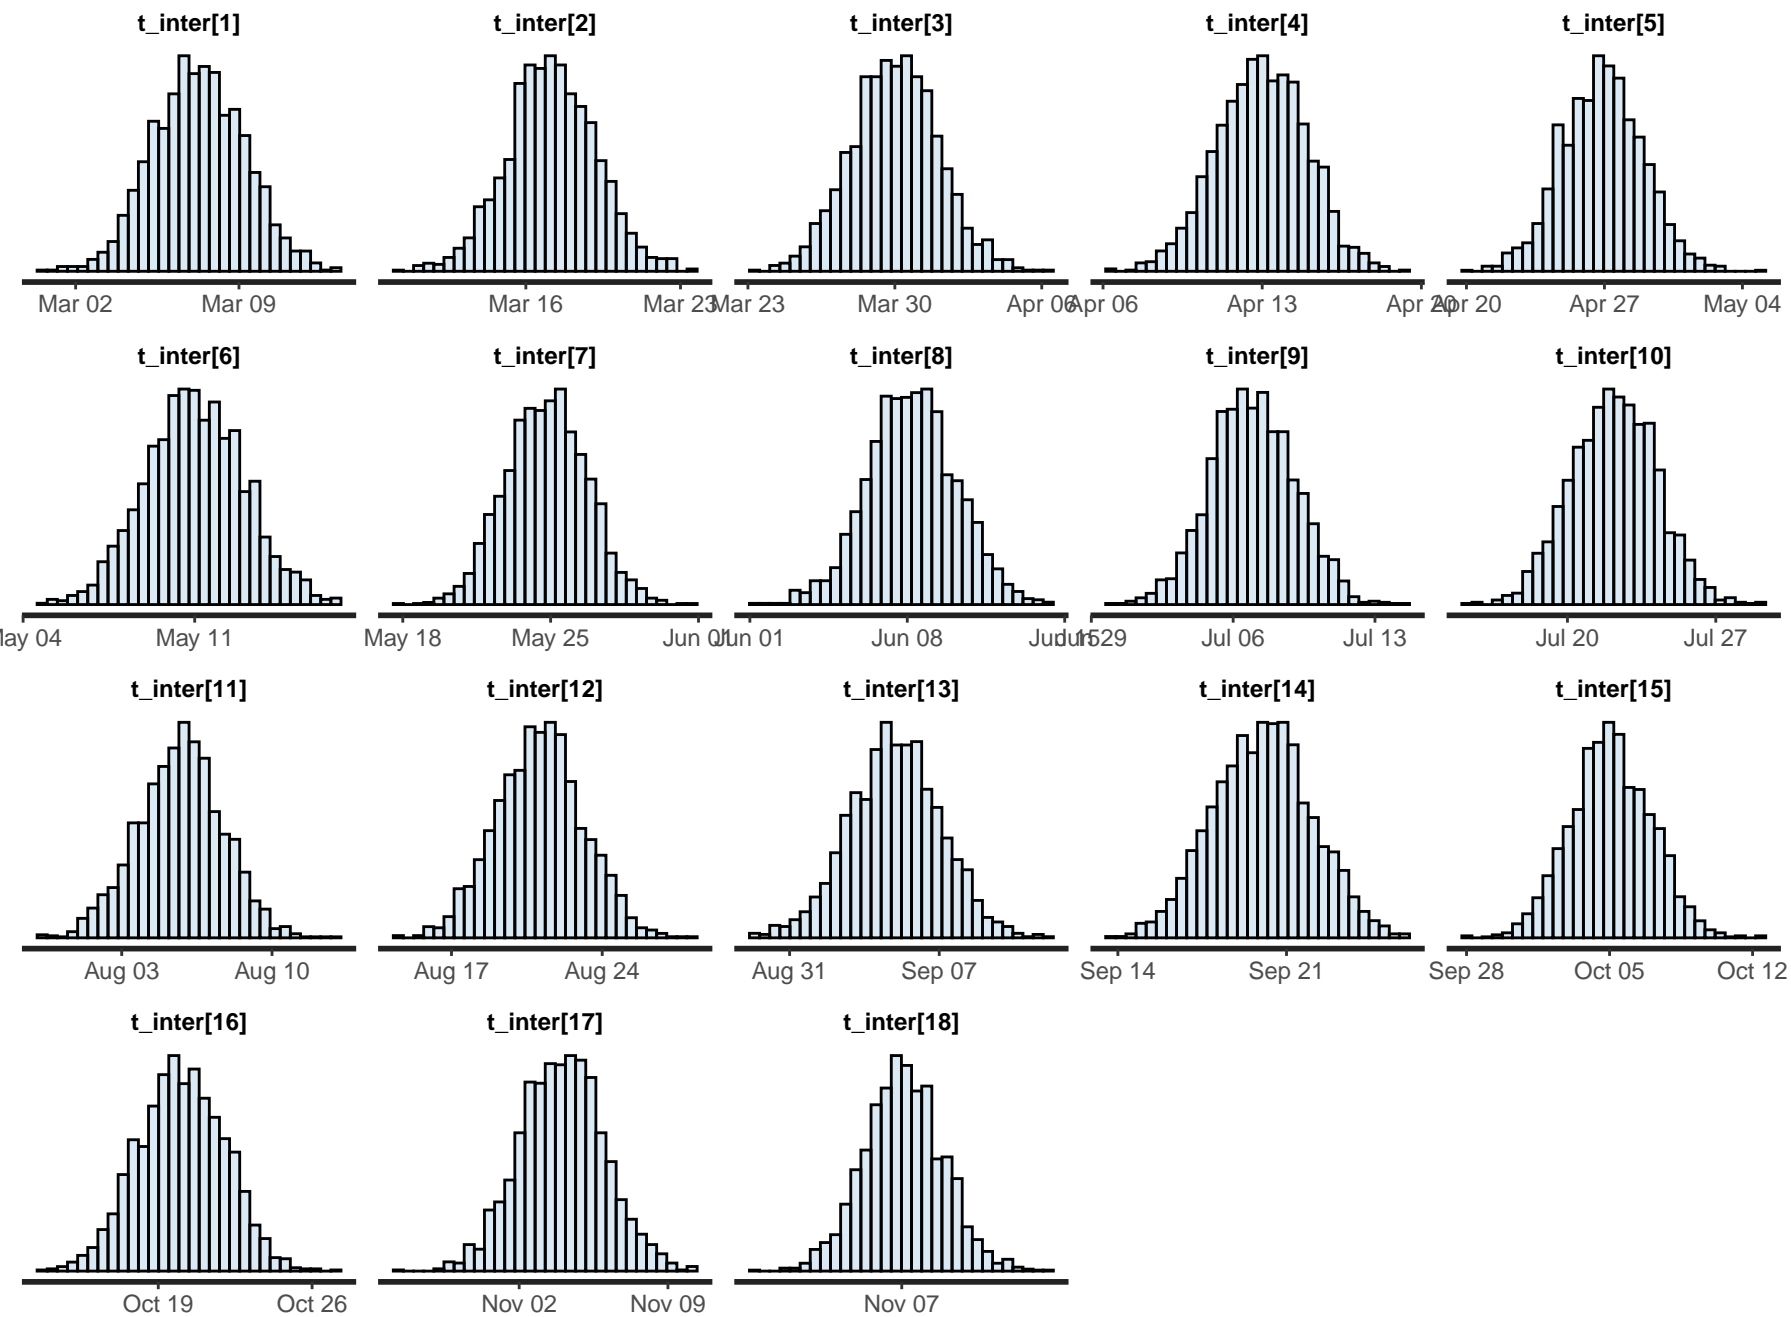 t_inter[1] t_inter[2] t_inter[3] t_inter[4] t_inter[5]
Mar 02 Mar 09 Mar 16 Mar 23 Mar 23 Mar 30 Apr 06 Apr 06 Apr 13 Apr 20 Apr 20 Apr 27 May 04
t_inter[6] t_inter[7] t_inter[8] t_inter[9] t_inter[10]
May 04 May 11 May 18 May 25 Jun 01 Jun 01 Jun 08 Jun 15 Jun 29 Jul 06 Jul 13 Jul 20 Jul 27
t_inter[11] t_inter[12] t_inter[13] t_inter[14] t_inter[15]
Aug 03 Aug 10 Aug 17 Aug 24 Aug 31 Sep 07 Sep 14 Sep 21 Sep 28 Oct 05 Oct 12
t_inter[16] t_inter[17] t_inter[18]
Oct 19 Oct 26 Nov 02 Nov 09 Nov 07